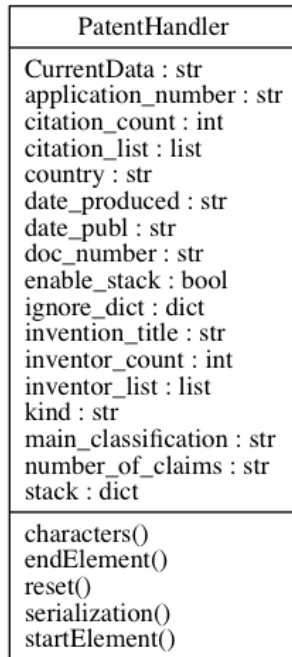 PatentHandler
CurrentData : str
application_number : str
citation_count : int
citation_list : list
country : str
date_produced : str
date_publ : str
doc_number : str
enable_stack : bool
ignore_dict : dict
invention_title : str
inventor_count : int
inventor_list : list
kind : str
main_classification : str
number_of_claims : str
stack : dict
characters()
endElement()
reset()
serialization()
startElement()